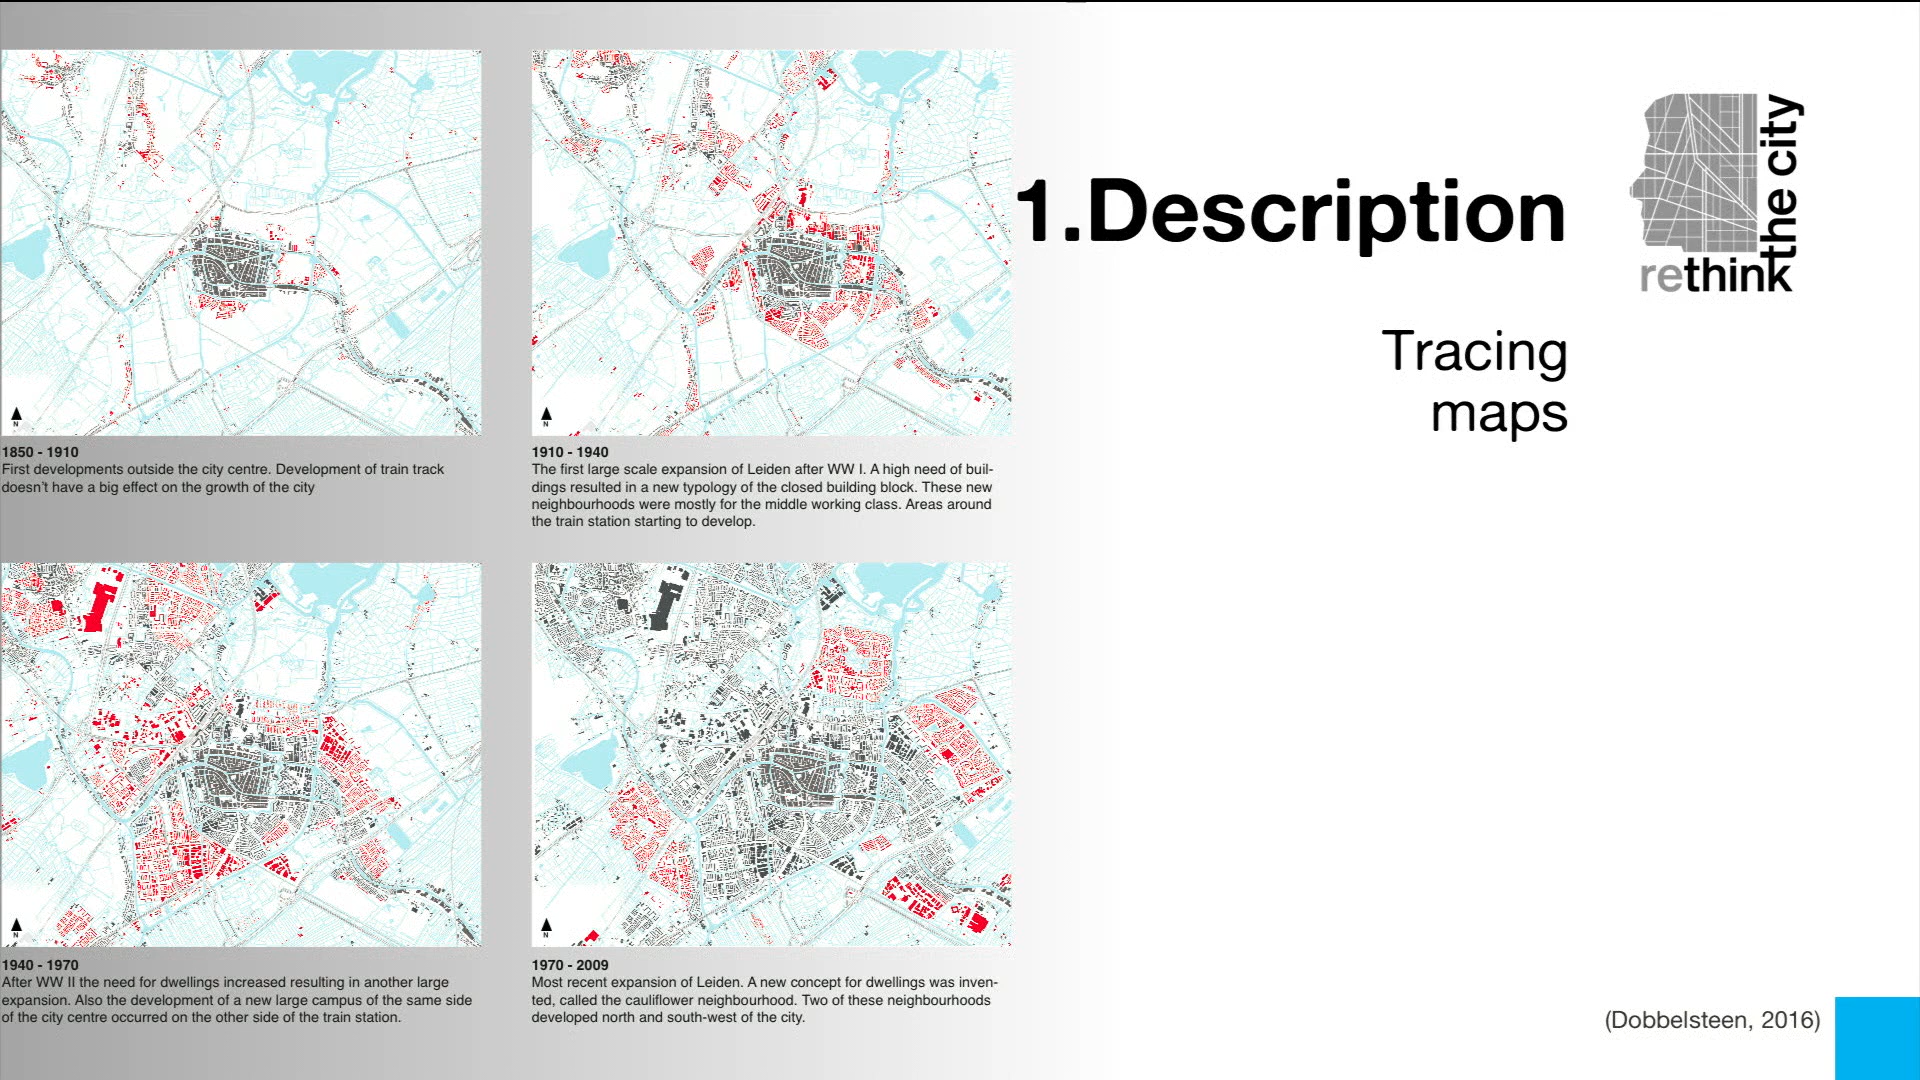 1.Description
Tracing
maps
rethink
the city
N
1850 - 1910
First developments outside the city centre. Development of train track
doesn't have a big effect on the growth of the city
N
1910 - 1940
The first large scale expansion of Leiden after WW I. A high need of buil-
dings resulted in a new typology of the closed building block. These new
neighbourhoods were mostly for the middle working class. Areas around
the train station starting to develop.
N
1940 - 1970
After WW II the need for dwellings increased resulting in another large
expansion. Also the development of a new large campus of the same side
of the city centre occurred on the other side of the train station.
N
1970 - 2009
Most recent expansion of Leiden. A new concept for dwellings was inven-
ted, called the cauliflower neighbourhood. Two of these neighbourhoods
developed north and south-west of the city.
(Dobbelsteen, 2016)